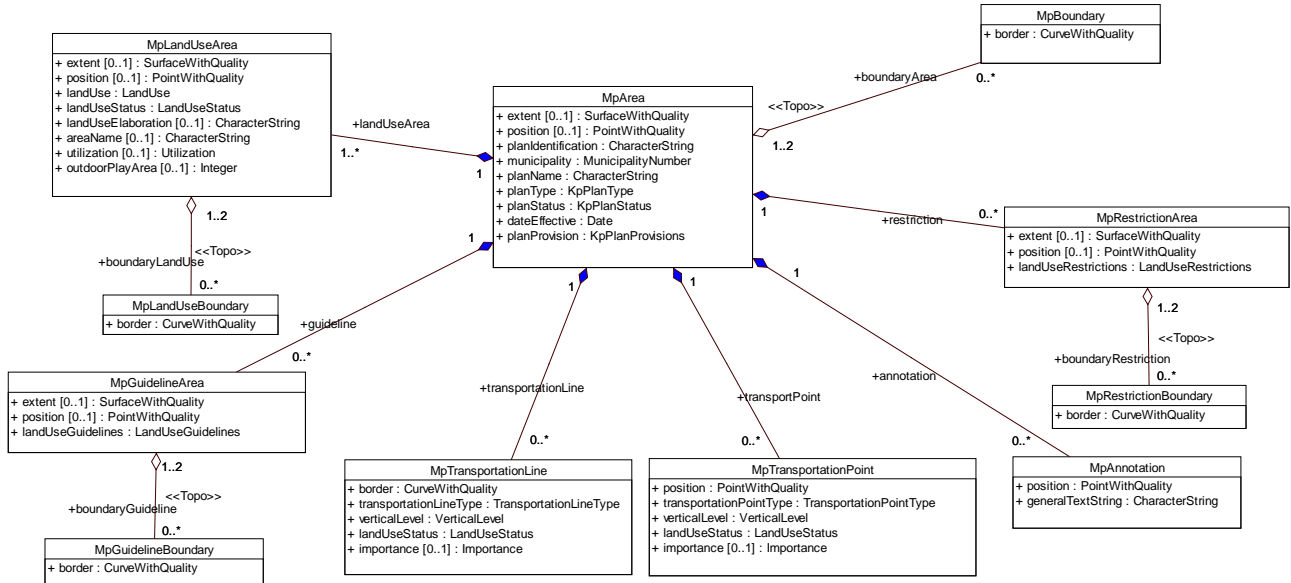 MpBoundary
+ border : CurveWithQuality
MpLandUseArea
+ extent [0..1] : SurfaceWithQuality
+ position [0..1] : PointWithQuality
+ landUse : LandUse
+ landUseStatus : LandUseStatus
+ landUseElaboration [0..1] : CharacterString
+ areaName [0..1] : CharacterString
+ utilization [0..1] : Utilization
+ outdoorPlayArea [0..1] : Integer
+boundaryArea
0..*
<<Topo>>
1..2
MpArea
+ extent [0..1] : SurfaceWithQuality
+ position [0..1] : PointWithQuality
+ planIdentification : CharacterString
+ municipality : MunicipalityNumber
+ planName : CharacterString
+ planType : KpPlanType
+ planStatus : KpPlanStatus
+ dateEffective : Date
+ planProvision : KpPlanProvisions
+landUseArea
1..*
1
1
+restriction
0..*
MpRestrictionArea
+ extent [0..1] : SurfaceWithQuality
+ position [0..1] : PointWithQuality
+ landUseRestrictions : LandUseRestrictions
1..2
<<Topo>>
+boundaryLandUse
0..*
MpLandUseBoundary
+ border : CurveWithQuality
1
+guideline
0..*
1
1
1
1..2
<<Topo>>
+boundaryRestriction
0..*
MpRestrictionBoundary
+ border : CurveWithQuality
MpGuidelineArea
+ extent [0..1] : SurfaceWithQuality
+ position [0..1] : PointWithQuality
+ landUseGuidelines : LandUseGuidelines
+transportationLine
0..*
+transportPoint
0..*
+annotation
0..*
1..2
<<Topo>>
+boundaryGuideline
0..*
MpGuidelineBoundary
+ border : CurveWithQuality
MpTransportationLine
+ border : CurveWithQuality
+ transportationLineType : TransportationLineType
+ verticalLevel : VerticalLevel
+ landUseStatus : LandUseStatus
+ importance [0..1] : Importance
MpTransportationPoint
+ position : PointWithQuality
+ transportationPointType : TransportationPointType
+ verticalLevel : VerticalLevel
+ landUseStatus : LandUseStatus
+ importance [0..1] : Importance
MpAnnotation
+ position : PointWithQuality
+ generalTextString : CharacterString